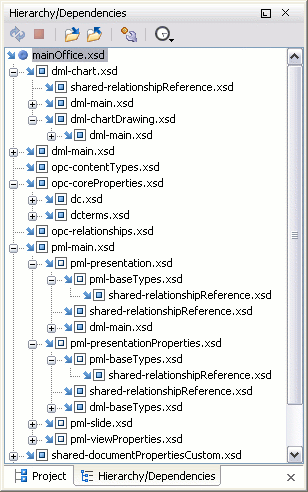 Hierarchy/Dependencies
mainOffice.xsd
dml-chart.xsd
shared-relationshipReference.xsd
dml-main.xsd
dml-chartDrawing.xsd
dml-main.xsd
dml-main.xsd
opc-contentTypes.xsd
opc-coreProperties.xsd
dc.xsd
dcterms.xsd
opc-relationships.xsd
pml-main.xsd
pml-presentation.xsd
pml-baseTypes.xsd
shared-relationshipReference.xsd
shared-relationshipReference.xsd
dml-main.xsd
pml-presentationProperties.xsd
pml-baseTypes.xsd
shared-relationshipReference.xsd
shared-relationshipReference.xsd
dml-baseTypes.xsd
pml-slide.xsd
pml-viewProperties.xsd
shared-documentPropertiesCustom.xsd
Project Hierarchy/Dependencies